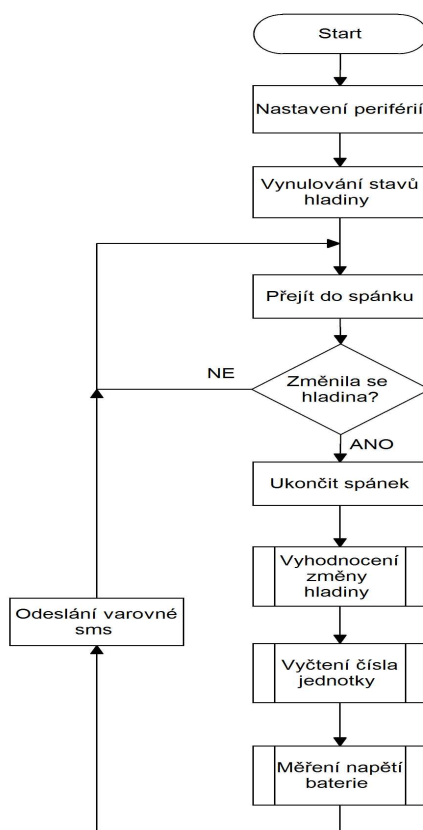 Start
Nastavení periférií
Vynulování stavů
hladiny
Přejít do spánku
NE
Změnila se
hladina?
ANO
Ukončit spánek
Vyhodnocení
změny
hladiny
Odeslání varovné
sms
Vyčtení čísla
jednotky
Měření napětí
baterie